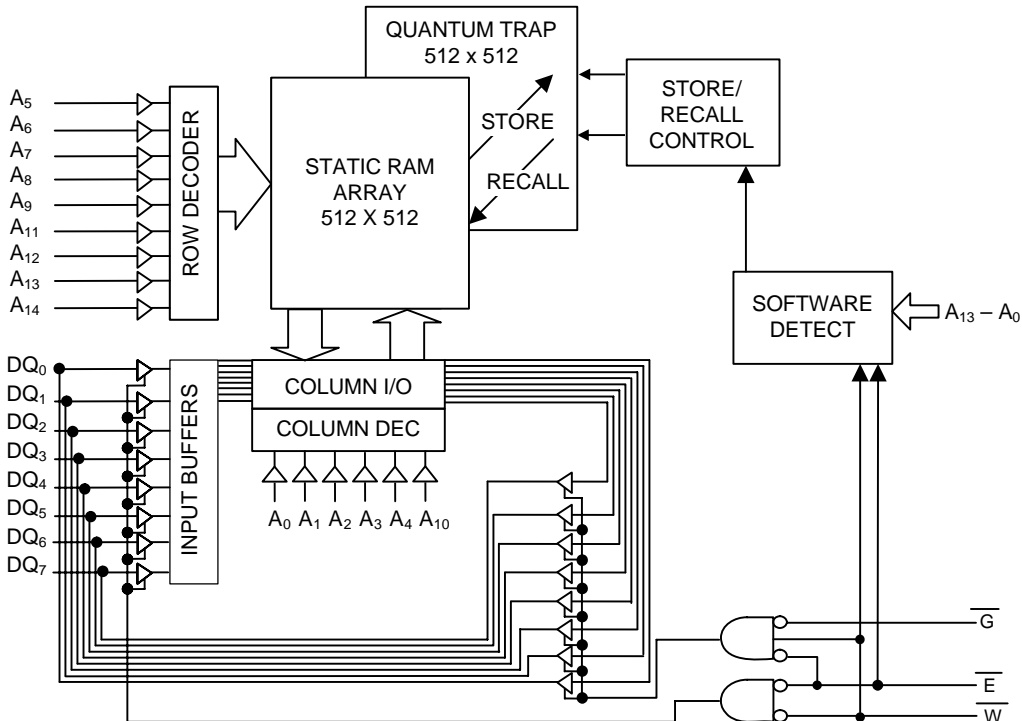 QUANTUM TRAP
512 x 512
STORE
RECALL
STORE/
RECALL
CONTROL
STATIC RAM
ARRAY
512 X 512
ROW DECODER
A5
A6
A7
A8
A9
A11
A12
A13
A14
SOFTWARE
DETECT
A13 – A0
DQ0
DQ1
DQ2
DQ3
DQ4
DQ5
DQ6
DQ7
INPUT BUFFERS
COLUMN I/O
COLUMN DEC
A0 A1 A2 A3 A4 A10
G̅
E̅
W̅